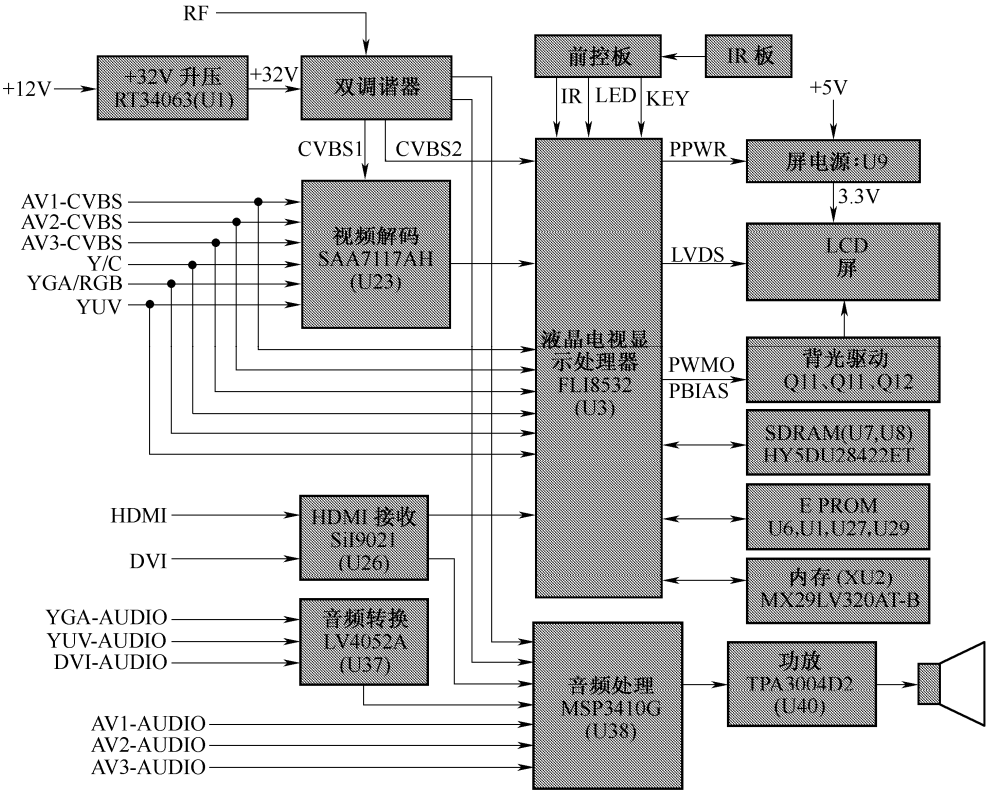 RF
+12V
+32V 升压
RT34063(U1)
+32V
双调谐器
前控板
IR 板
IR
LED
KEY
+5V
CVBS1
CVBS2
PPWR
屏电源:U9
3.3V
AV1-CVBS
AV2-CVBS
AV3-CVBS
Y/C
YGA/RGB
YUV
视频解码
SAA7117AH
(U23)
LVDS
LCD
屏
液晶电视显
示处理器
FLI8532
(U3)
PWMO
PBIAS
背光驱动
Q11、Q11、Q12
SDRAM(U7,U8)
HY5DU28422ET
E PROM
U6,U1,U27,U29
内存 (XU2)
MX29LV320AT-B
HDMI
DVI
HDMI 接收
SiI9021
(U26)
YGA-AUDIO
YUV-AUDIO
DVI-AUDIO
音频转换
LV4052A
(U37)
AV1-AUDIO
AV2-AUDIO
AV3-AUDIO
音频处理
MSP3410G
(U38)
功放
TPA3004D2
(U40)